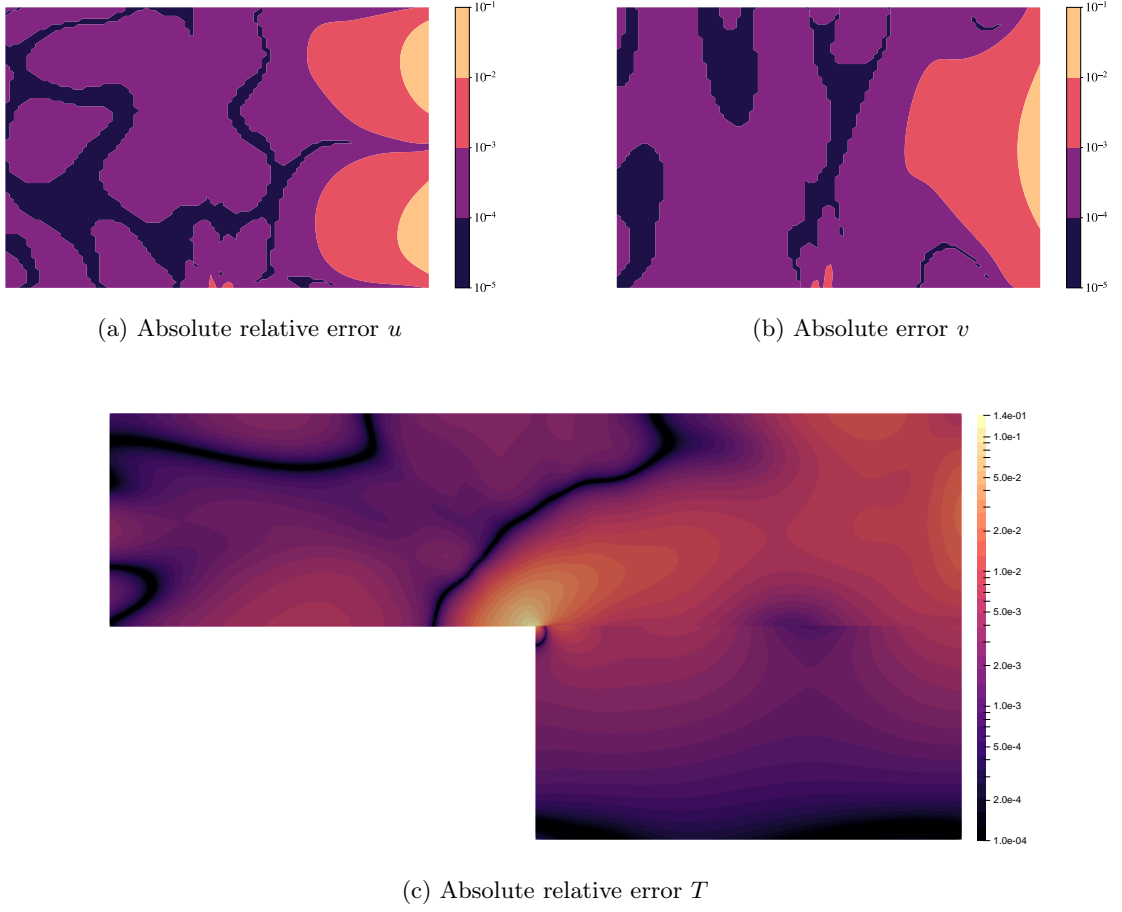 10⁻¹
10⁻²
10⁻³
10⁻⁴
10⁻⁵
10⁻¹
10⁻²
10⁻³
10⁻⁴
10⁻⁵
(a) Absolute relative error u
(b) Absolute error v
1.4e-01
1.0e-1
5.0e-2
2.0e-2
1.0e-2
5.0e-3
2.0e-3
1.0e-3
5.0e-4
2.0e-4
1.0e-04
(c) Absolute relative error T